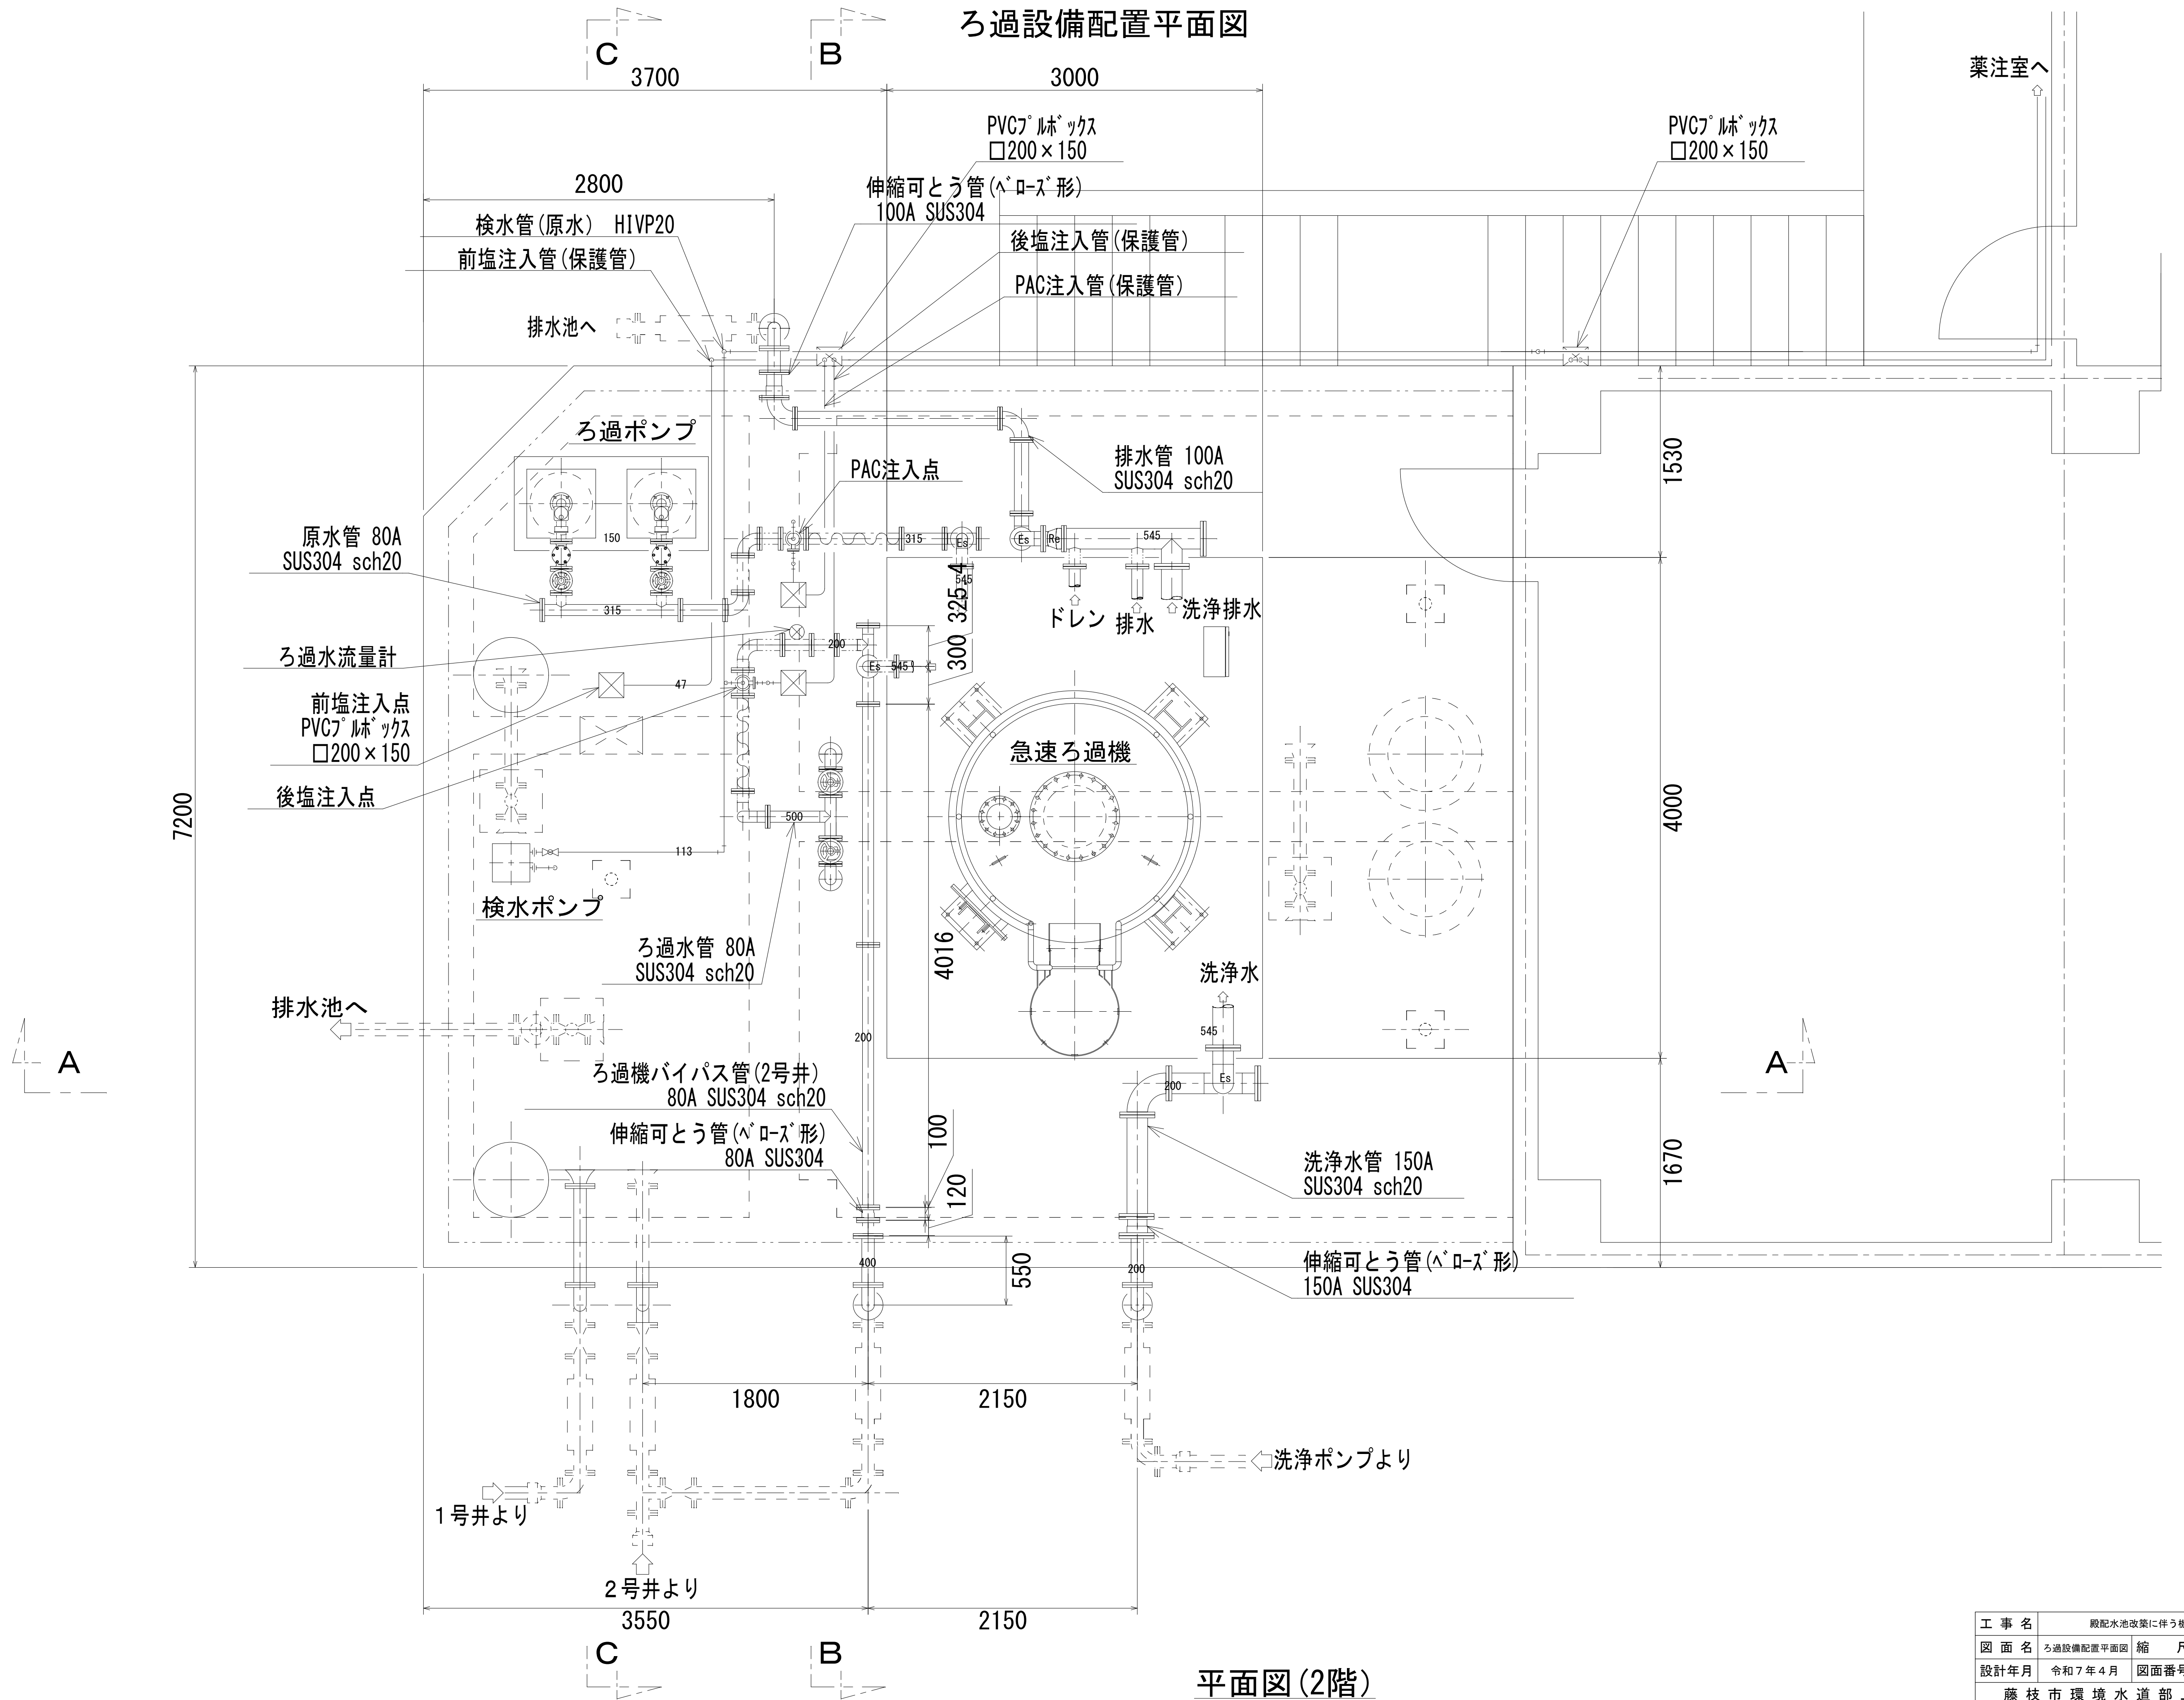 ろ過設備配置平面図
C
B
3700
3000
薬注室へ
PVCﾌﾟﾙﾎﾞｯｸｽ
□200×150
PVCﾌﾟﾙﾎﾞｯｸｽ
□200×150
2800
伸縮可とう管(ﾍﾞﾛｰｽﾞ形)
100A SUS304
検水管(原水) HIVP20
後塩注入管(保護管)
前塩注入管(保護管)
PAC注入管(保護管)
排水池へ
ろ過ポンプ
PAC注入点
排水管 100A
SUS304 sch20
1530
原水管 80A
SUS304 sch20
150
315
Es
Es
Re
545
545
325.4
315
ドレン
排水
洗浄排水
300
ろ過水流量計
200
Es
545
47
前塩注入点
PVCﾌﾟﾙﾎﾞｯｸｽ
□200×150
急速ろ過機
後塩注入点
7200
4000
500
113
検水ポンプ
ろ過水管 80A
SUS304 sch20
4016
洗浄水
排水池へ
545
200
A
A
ろ過機バイパス管(2号井)
80A SUS304 sch20
Es
200
伸縮可とう管(ﾍﾞﾛｰｽﾞ形)
80A SUS304
100
洗浄水管 150A
SUS304 sch20
1670
120
400
550
200
伸縮可とう管(ﾍﾞﾛｰｽﾞ形)
150A SUS304
1800
2150
洗浄ポンプより
1号井より
2号井より
3550
2150
C
B
平面図(2階)
工事名 殿配水池改築に伴う
図面名 ろ過設備配置平面図 縮
設計年月 令和7年4月 図面番号
藤枝市環境水道部